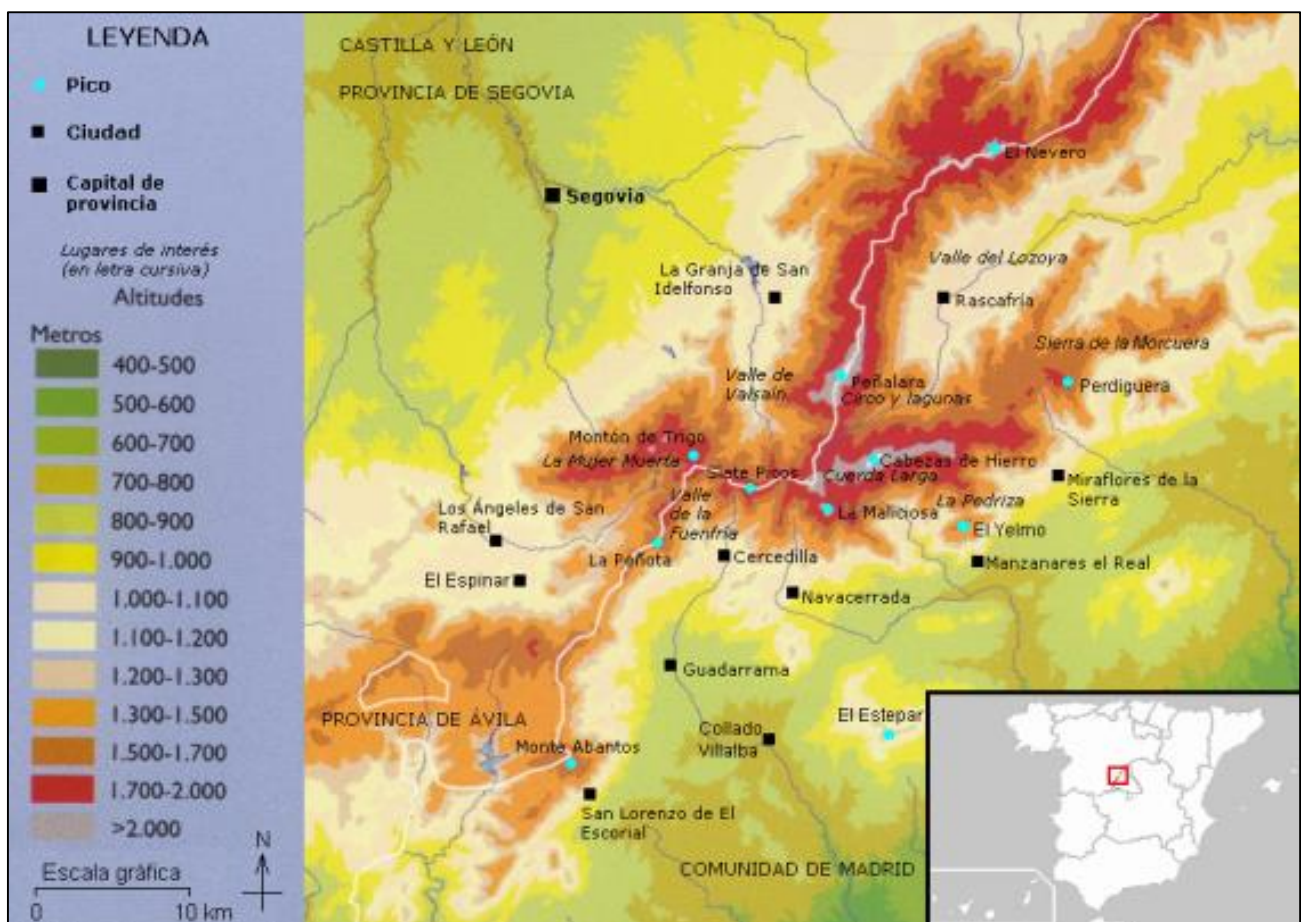 LEYENDA
Pico
Ciudad
Capital de
provincia
Lugares de interés
(en letra cursiva)
Altitudes
Metros
400-500
500-600
600-700
700-800
800-900
900-1.000
1.000-1.100
1.100-1.200
1.200-1.300
1.300-1.500
1.500-1.700
1.700-2.000
>2.000
Escala gráfica
0 10 km
N
CASTILLA Y LEÓN
PROVINCIA DE SEGOVIA
El Nevero
Segovia
La Granja de San
Idelfonso
Valle del Lozoya
Rascafría
Sierra de la Morcuera
Valle de
Valsaín
Peñalara
Circo y lagunas
Perdiguera
Montón de Trigo
La Mujer Muerta
Siete Picos
Cabezas de Hierro
Cuerda Larga
Miraflores de la
Sierra
Los Ángeles de San
Rafael
Valle
de la
Fuenfría
La Maliciosa
La Pedriza
El Yelmo
La Peñota
Cercedilla
Manzanares el Real
El Espinar
Navacerrada
Guadarrama
PROVINCIA DE ÁVILA
Monte Abantos
Collado
Villalba
El Estepar
San Lorenzo de El
Escorial
COMUNIDAD DE MADRID